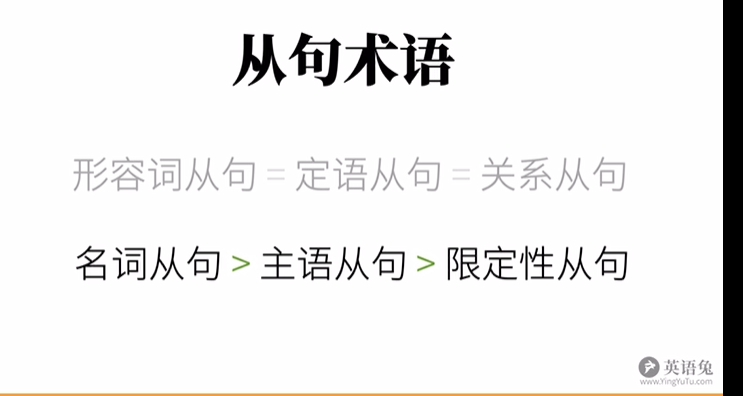 从句术语
形容词从句 = 定语从句 = 关系从句
名词从句 > 主语从句 > 限定性从句
英语兔
www.YingYuTu.com